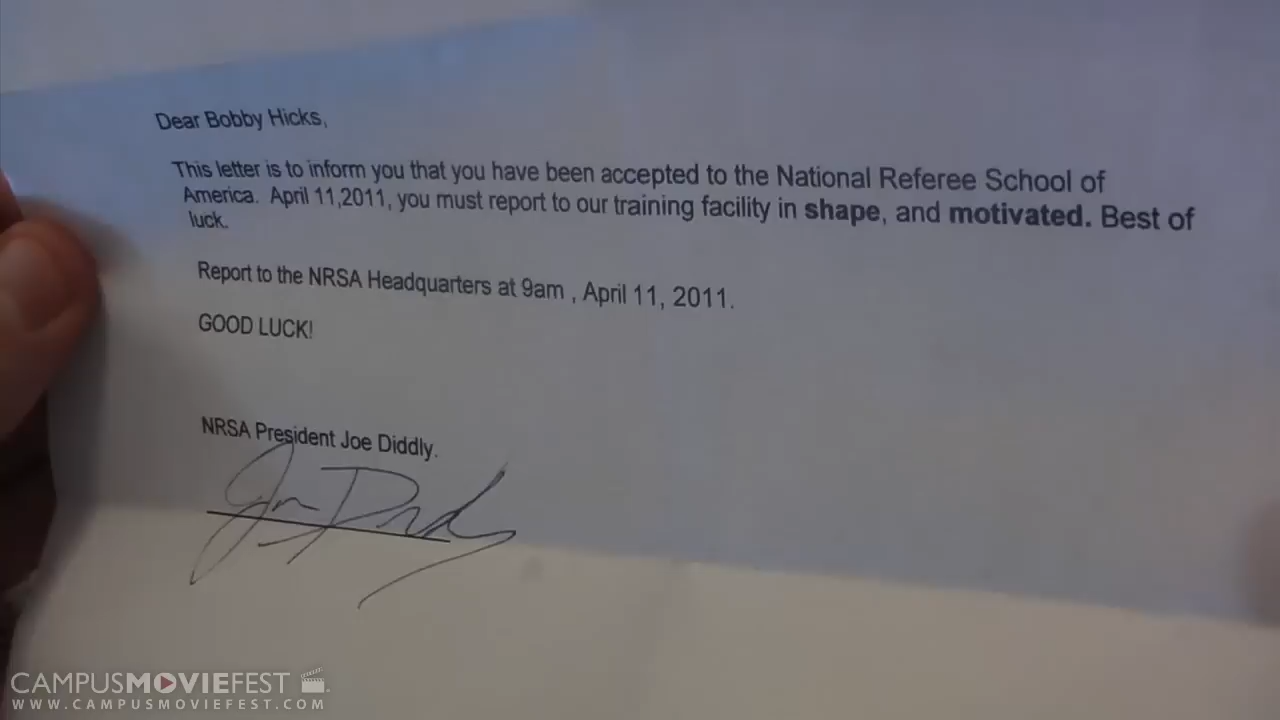 Dear Bobby Hicks,
This letter is to inform you that you have been accepted to the National Referee School of
America. April 11,2011, you must report to our training facility in shape, and motivated. Best of
luck.
Report to the NRSA Headquarters at 9am , April 11, 2011.
GOOD LUCK!
NRSA President Joe Diddly.
CAMPUSMOVIEFEST
WWW.CAMPUSMOVIEFEST.COM